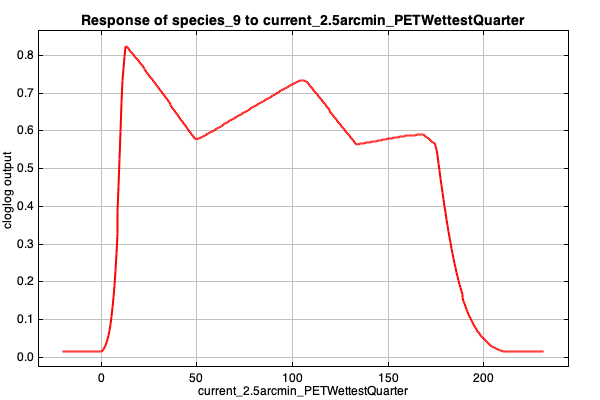 Response of species_9 to current_2.5arcmin_PETWettestQuarter
cloglog output
0.8
0.7
0.6
0.5
0.4
0.3
0.2
0.1
0.0
0 50 100 150 200
current_2.5arcmin_PETWettestQuarter